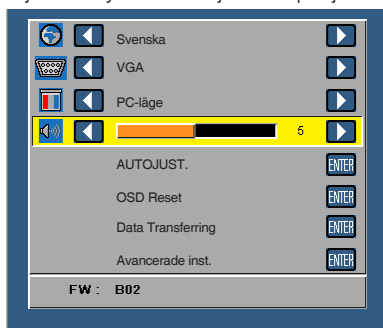 Svenska
VGA
PC-läge
5
AUTOJUST. ENTER
OSD Reset ENTER
Data Transferring ENTER
Avancerade inst. ENTER
FW : B02